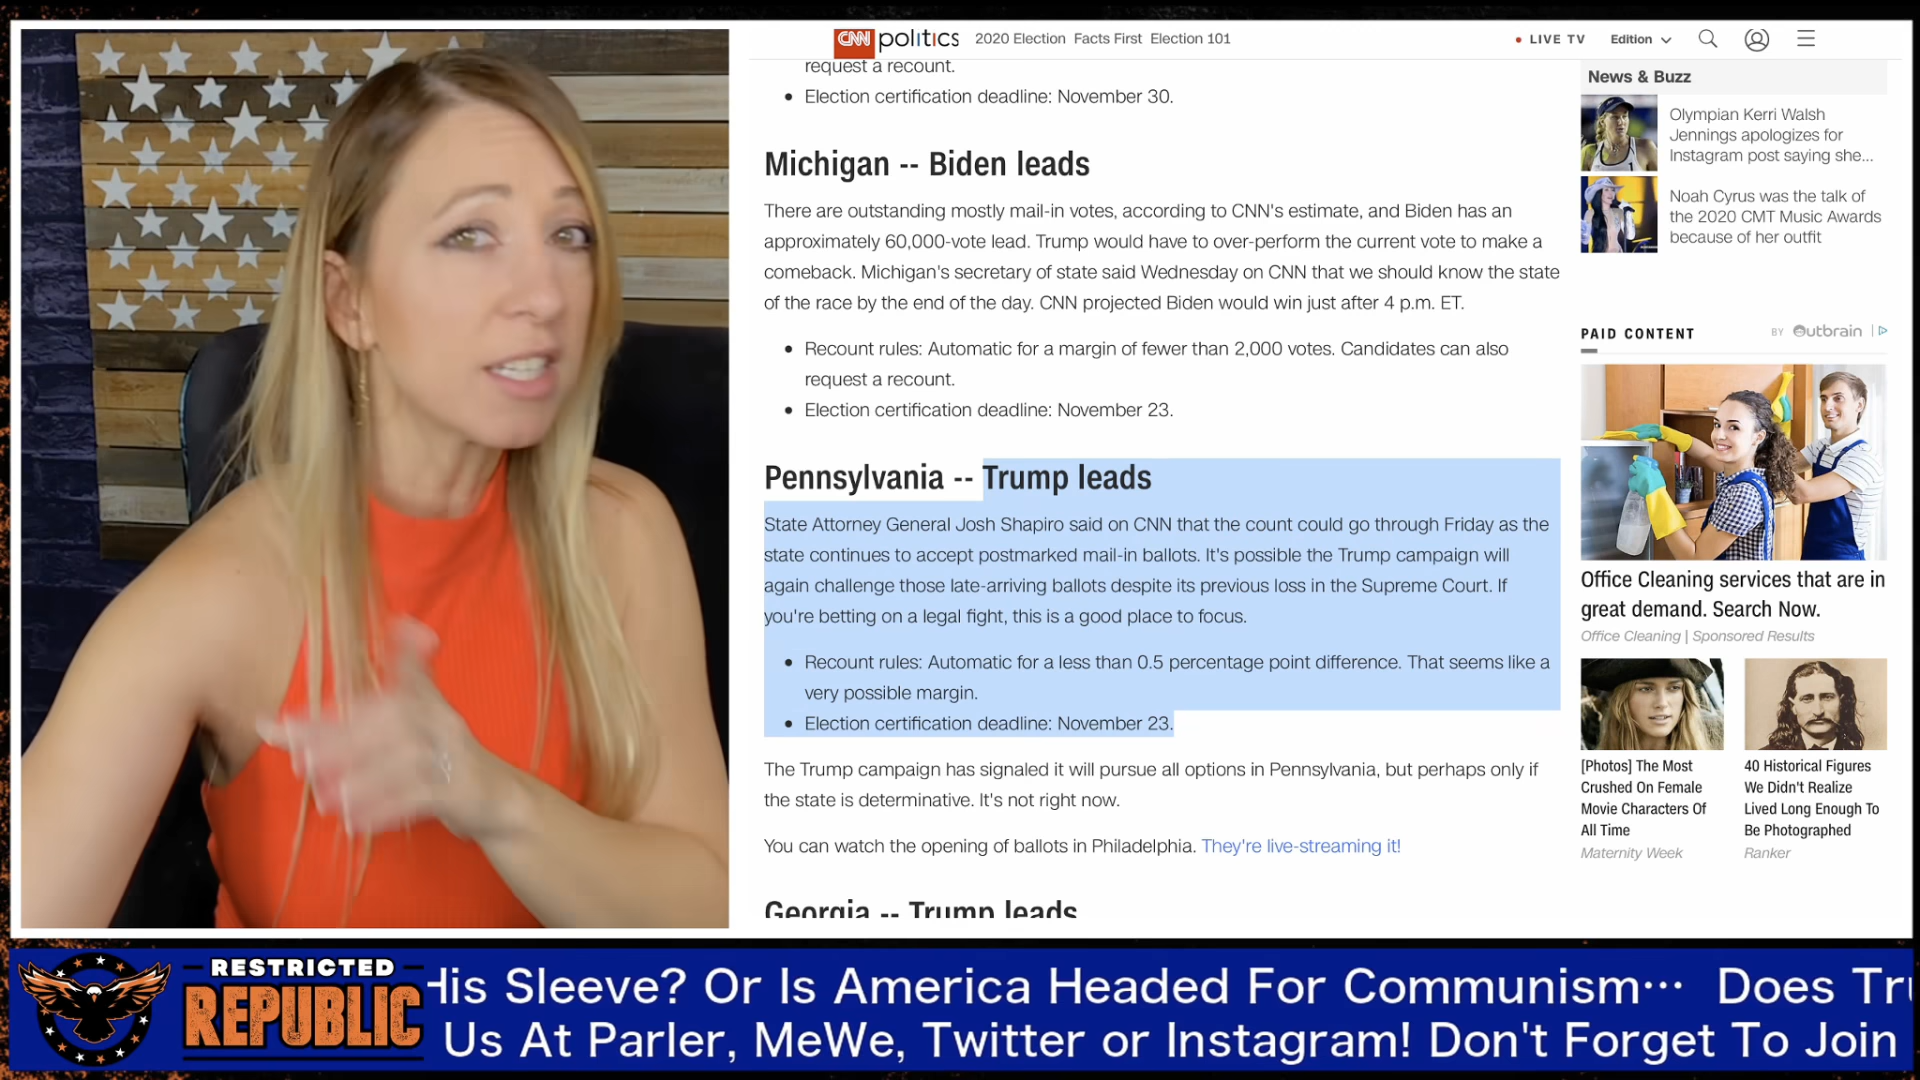 CNN politics 2020 Election Facts First Election 101 LIVE TV Edition
request a recount.
Election certification deadline: November 30.
Michigan -- Biden leads
There are outstanding mostly mail-in votes, according to CNN's estimate, and Biden has an
approximately 60,000-vote lead. Trump would have to over-perform the current vote to make a
comeback. Michigan's secretary of state said Wednesday on CNN that we should know the state
of the race by the end of the day. CNN projected Biden would win just after 4 p.m. ET.
Recount rules: Automatic for a margin of fewer than 2,000 votes. Candidates can also
request a recount.
Election certification deadline: November 23.
Pennsylvania -- Trump leads
State Attorney General Josh Shapiro said on CNN that the count could go through Friday as the
state continues to accept postmarked mail-in ballots. It's possible the Trump campaign will
again challenge those late-arriving ballots despite its previous loss in the Supreme Court. If
you're betting on a legal fight, this is a good place to focus.
Recount rules: Automatic for a less than 0.5 percentage point difference. That seems like a
very possible margin.
Election certification deadline: November 23.
The Trump campaign has signaled it will pursue all options in Pennsylvania, but perhaps only if
the state is determinative. It's not right now.
You can watch the opening of ballots in Philadelphia. They're live-streaming it!
Georgia -- Trump leads
News & Buzz
Olympian Kerri Walsh
Jennings apologizes for
Instagram post saying she...
Noah Cyrus was the talk of
the 2020 CMT Music Awards
because of her outfit
PAID CONTENT BY Outbrain
Office Cleaning services that are in
great demand. Search Now.
Office Cleaning | Sponsored Results
[Photos] The Most
Crushed On Female
Movie Characters Of
All Time
Maternity Week
40 Historical Figures
We Didn't Realize
Lived Long Enough To
Be Photographed
Ranker
RESTRICTED
REPUBLIC
His Sleeve? Or Is America Headed For Communism... Does Tru
Us At Parler, MeWe, Twitter or Instagram! Don't Forget To Join